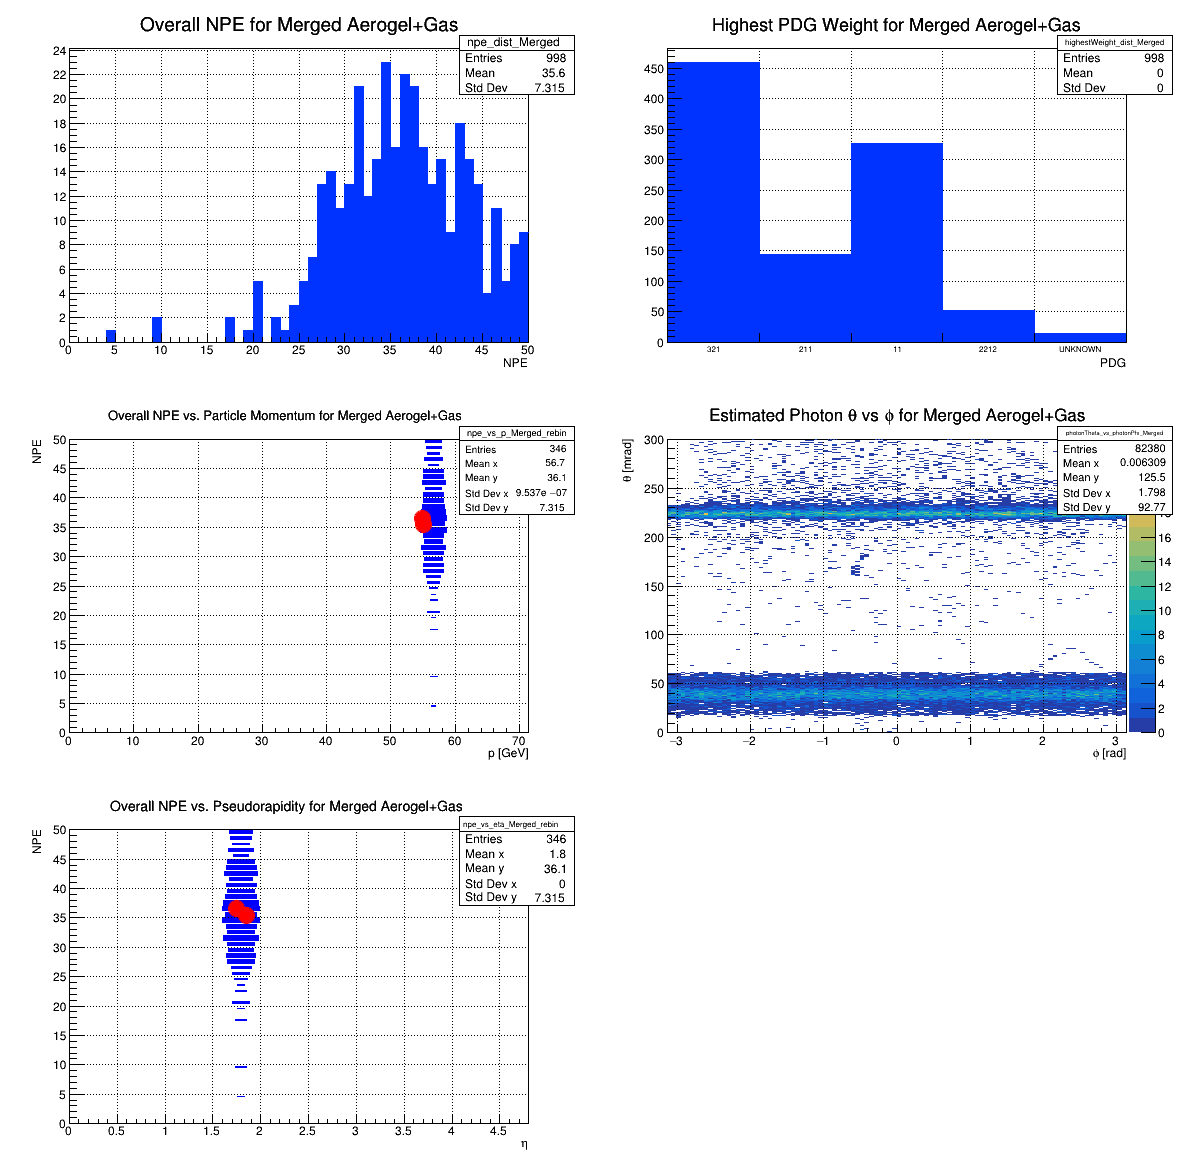 Overall NPE for Merged Aerogel+Gas
npe_dist_Merged
Entries 998
Mean 35.6
Std Dev 7.315
24
22
20
18
16
14
12
10
8
6
4
2
0
0 5 10 15 20 25 30 35 40 45 50
NPE
Highest PDG Weight for Merged Aerogel+Gas
highestWeight_dist_Merged
Entries 998
Mean 0
Std Dev 0
450
400
350
300
250
200
150
100
50
0
321 211 11 2212 UNKNOWN
PDG
Overall NPE vs. Particle Momentum for Merged Aerogel+Gas
npe_vs_p_Merged_rebin
Entries 346
Mean x 56.7
Mean y 36.1
Std Dev x 9.537e −07
Std Dev y 7.315
NPE
50
45
40
35
30
25
20
15
10
5
0
0 10 20 30 40 50 60 70
p [GeV]
Estimated Photon θ vs ϕ for Merged Aerogel+Gas
photonTheta_vs_photonPhi_Merged
Entries 82380
Mean x 0.006309
Mean y 125.5
Std Dev x 1.798
Std Dev y 92.77
θ [mrad]
300
250
200
150
100
50
0
−3 −2 −1 0 1 2 3
ϕ [rad]
16
14
12
10
8
6
4
2
0
Overall NPE vs. Pseudorapidity for Merged Aerogel+Gas
npe_vs_eta_Merged_rebin
Entries 346
Mean x 1.8
Mean y 36.1
Std Dev x 0
Std Dev y 7.315
NPE
50
45
40
35
30
25
20
15
10
5
0
0 0.5 1 1.5 2 2.5 3 3.5 4 4.5
η